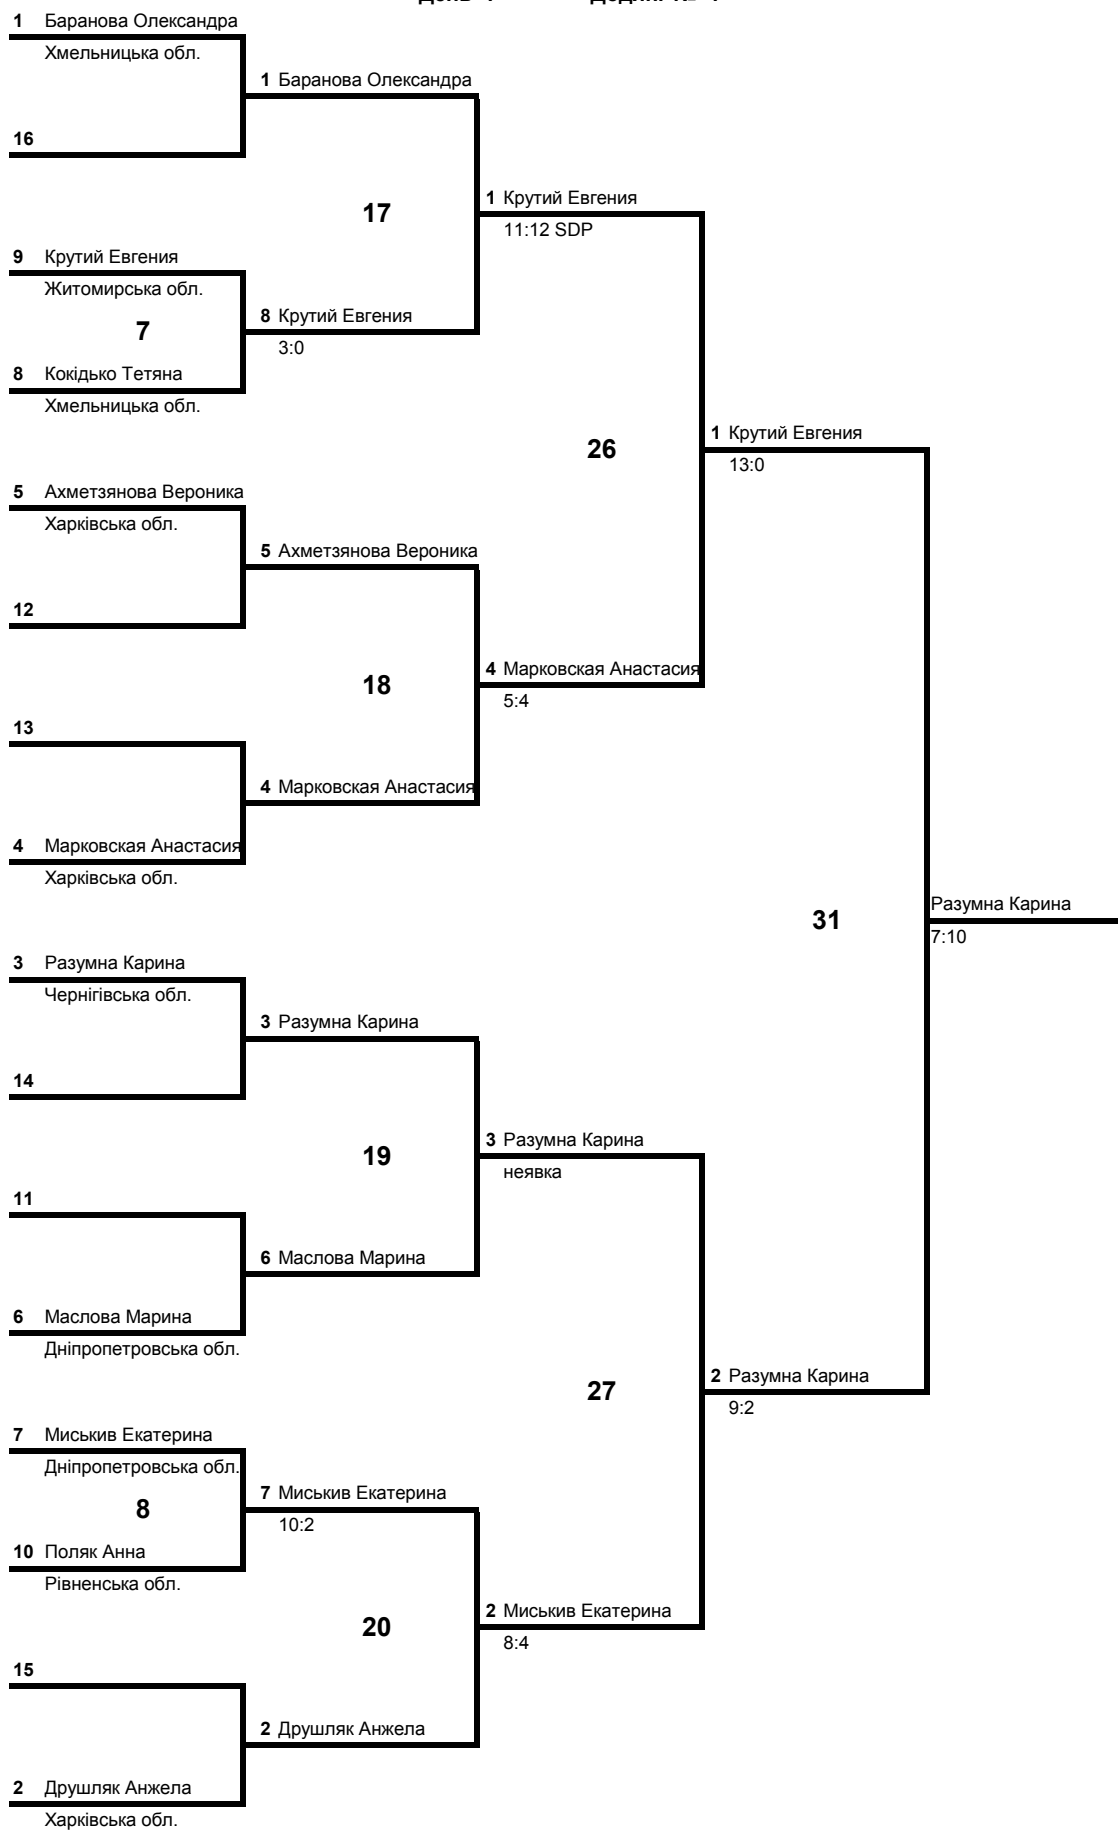 1 Баранова Олександра
Хмельницька обл.
1 Баранова Олександра
16
17
1 Крутий Евгения
11:12 SDP
9 Крутий Евгения
Житомирська обл.
7
8 Крутий Евгения
3:0
8 Кокідько Тетяна
Хмельницька обл.
26
1 Крутий Евгения
13:0
5 Ахметзянова Вероника
Харківська обл.
5 Ахметзянова Вероника
12
18
4 Марковская Анастасия
5:4
13
4 Марковская Анастасия
4 Марковская Анастасия
Харківська обл.
31
Разумна Карина
7:10
3 Разумна Карина
Чернігівська обл.
3 Разумна Карина
14
19
3 Разумна Карина
неявка
11
6 Маслова Марина
6 Маслова Марина
Дніпропетровська обл.
27
2 Разумна Карина
9:2
7 Миськив Екатерина
Дніпропетровська обл.
8
7 Миськив Екатерина
10:2
10 Поляк Анна
Рівненська обл.
20
2 Миськив Екатерина
8:4
15
2 Друшляк Анжела
2 Друшляк Анжела
Харківська обл.